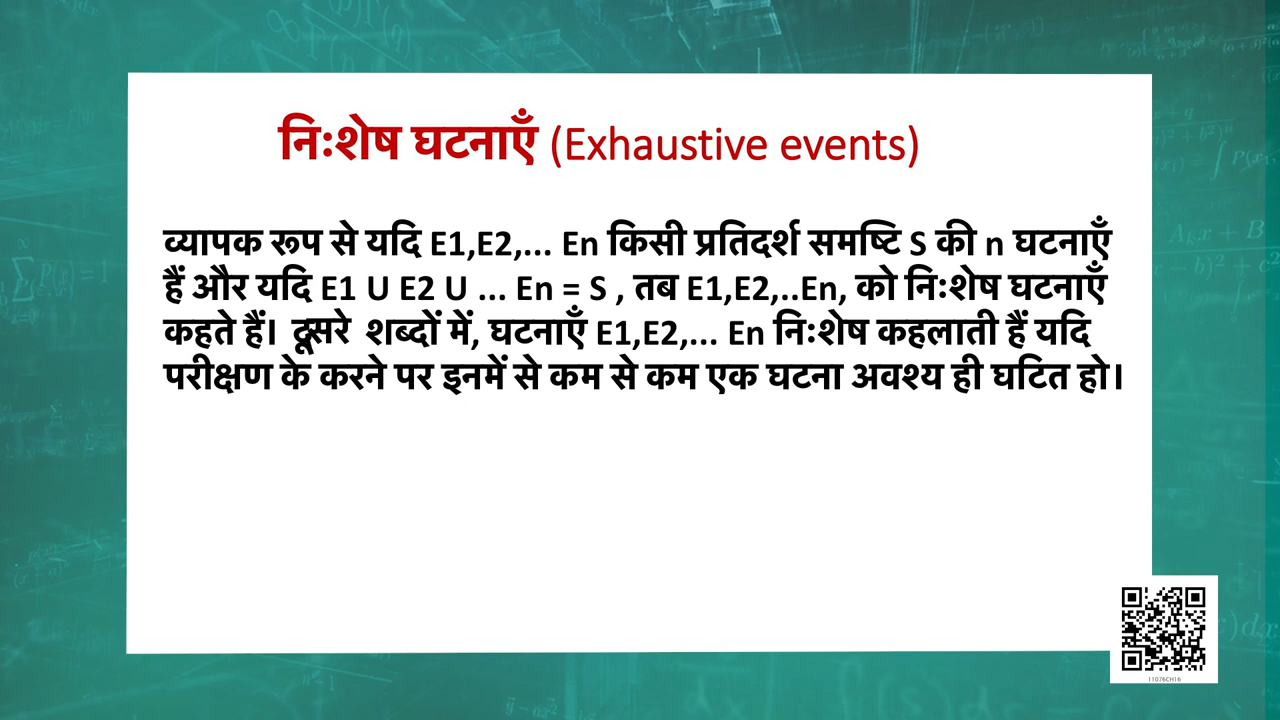 निःशेष घटनाएँ (Exhaustive events)
व्यापक रूप से यदि E1,E2,... En किसी प्रतिदर्श समष्टि S की n घटनाएँ
हैं और यदि E1 U E2 U ... En = S , तब E1,E2,..En, को निःशेष घटनाएँ
कहते हैं। दूसरे शब्दों में, घटनाएँ E1,E2,... En निःशेष कहलाती हैं यदि
परीक्षण के करने पर इनमें से कम से कम एक घटना अवश्य ही घटित हो।
11076CH16